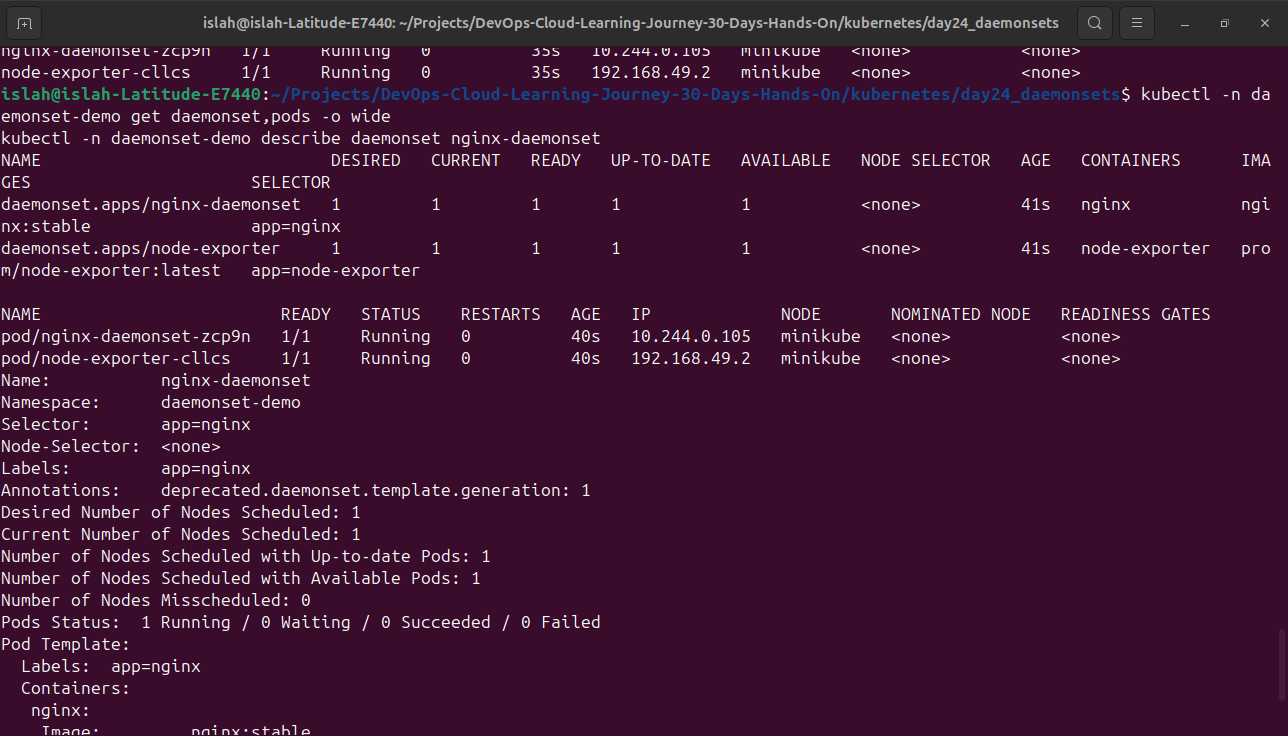 islah@islah-Latitude-E7440: ~/Projects/DevOps-Cloud-Learning-Journey-30-Days-Hands-On/kubernetes/day24_daemonsets
nginx-daemonset-zcp9n   1/1     Running   0          35s   10.244.0.105   minikube   <none>           <none>
node-exporter-cllcs     1/1     Running   0          35s   192.168.49.2   minikube   <none>           <none>
islah@islah-Latitude-E7440:~/Projects/DevOps-Cloud-Learning-Journey-30-Days-Hands-On/kubernetes/day24_daemonsets$ kubectl -n da
emonset-demo get daemonset,pods -o wide
kubectl -n daemonset-demo describe daemonset nginx-daemonset
NAME                             DESIRED   CURRENT   READY   UP-TO-DATE   AVAILABLE   NODE SELECTOR   AGE   CONTAINERS      IMA
GES                      SELECTOR
daemonset.apps/nginx-daemonset   1         1         1       1            1           <none>          41s   nginx           ngi
nx:stable                app=nginx
daemonset.apps/node-exporter     1         1         1       1            1           <none>          41s   node-exporter   pro
m/node-exporter:latest   app=node-exporter
NAME                        READY   STATUS    RESTARTS   AGE   IP             NODE       NOMINATED NODE   READINESS GATES
pod/nginx-daemonset-zcp9n   1/1     Running   0          40s   10.244.0.105   minikube   <none>           <none>
pod/node-exporter-cllcs     1/1     Running   0          40s   192.168.49.2   minikube   <none>           <none>
Name:           nginx-daemonset
Namespace:      daemonset-demo
Selector:       app=nginx
Node-Selector:  <none>
Labels:         app=nginx
Annotations:    deprecated.daemonset.template.generation: 1
Desired Number of Nodes Scheduled: 1
Current Number of Nodes Scheduled: 1
Number of Nodes Scheduled with Up-to-date Pods: 1
Number of Nodes Scheduled with Available Pods: 1
Number of Nodes Misscheduled: 0
Pods Status:  1 Running / 0 Waiting / 0 Succeeded / 0 Failed
Pod Template:
  Labels:  app=nginx
  Containers:
   nginx:
    Image:         nginx:stable